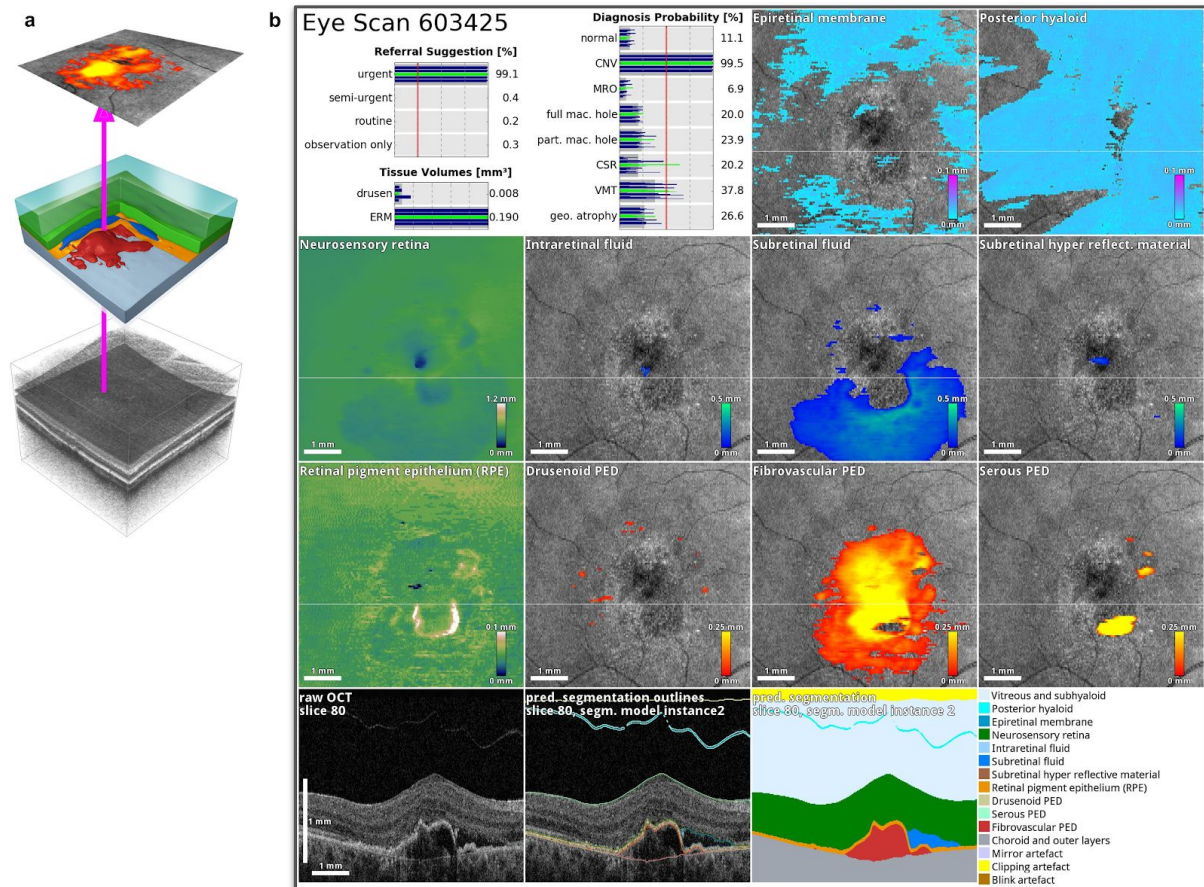 a
b
Eye Scan 603425
Referral Suggestion [%]
urgent 99.1
semi-urgent 0.4
routine 0.2
observation only 0.3
Tissue Volumes [mm³]
drusen 0.008
ERM 0.190
Diagnosis Probability [%]
normal 11.1
CNV 99.5
MRO 6.9
full mac. hole 20.0
part. mac. hole 23.9
CSR 20.2
VMT 37.8
geo. atrophy 26.6
Epiretinal membrane
0.1 mm
1 mm
0 mm
Posterior hyaloid
0.1 mm
1 mm
0 mm
Neurosensory retina
1.2 mm
1 mm
0 mm
Intraretinal fluid
0.5 mm
1 mm
0 mm
Subretinal fluid
0.5 mm
1 mm
0 mm
Subretinal hyper reflect. material
0.5 mm
1 mm
0 mm
Retinal pigment epithelium (RPE)
0.1 mm
1 mm
0 mm
Drusenoid PED
0.25 mm
1 mm
0 mm
Fibrovascular PED
0.25 mm
1 mm
0 mm
Serous PED
0.25 mm
1 mm
0 mm
raw OCT
slice 80
1 mm
1 mm
pred. segmentation outlines
slice 80, segm. model instance2
pred. segmentation
slice 80, segm. model instance 2
Vitreous and subhyaloid
Posterior hyaloid
Epiretinal membrane
Neurosensory retina
Intraretinal fluid
Subretinal fluid
Subretinal hyper reflective material
Retinal pigment epithelium (RPE)
Drusenoid PED
Serous PED
Fibrovascular PED
Choroid and outer layers
Mirror artefact
Clipping artefact
Blink artefact